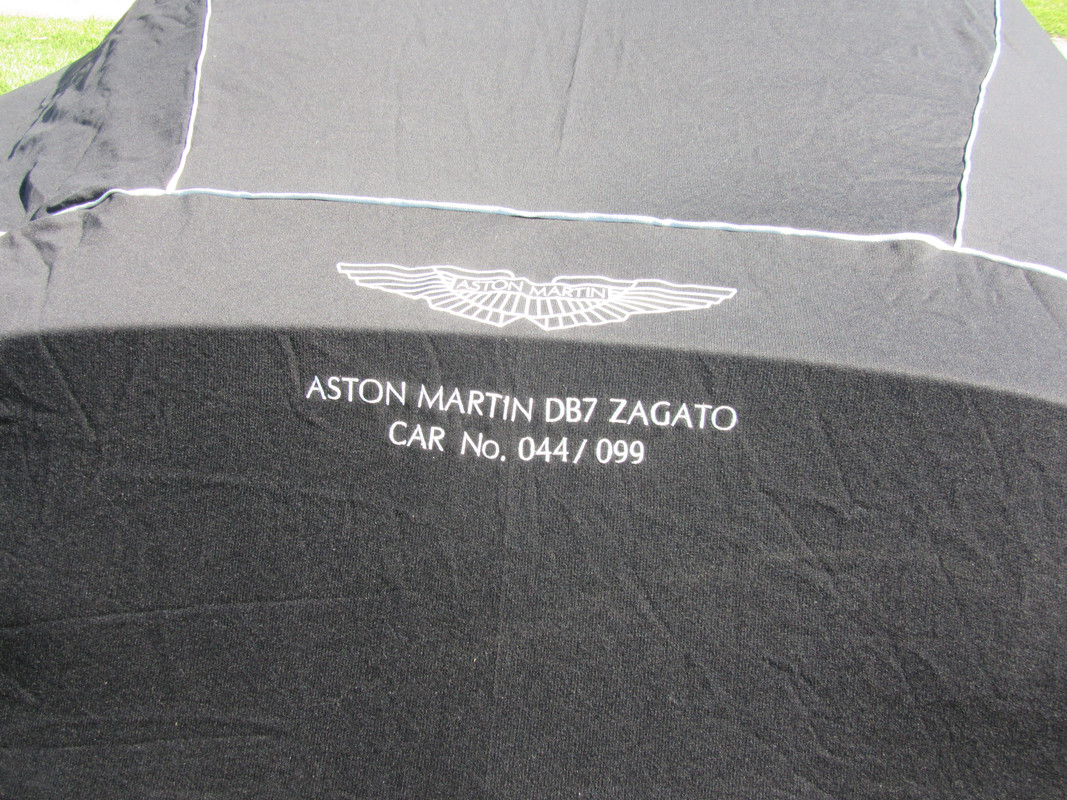 ASTON MARTIN
ASTON MARTIN DB7 ZAGATO
CAR No. 044/ 099